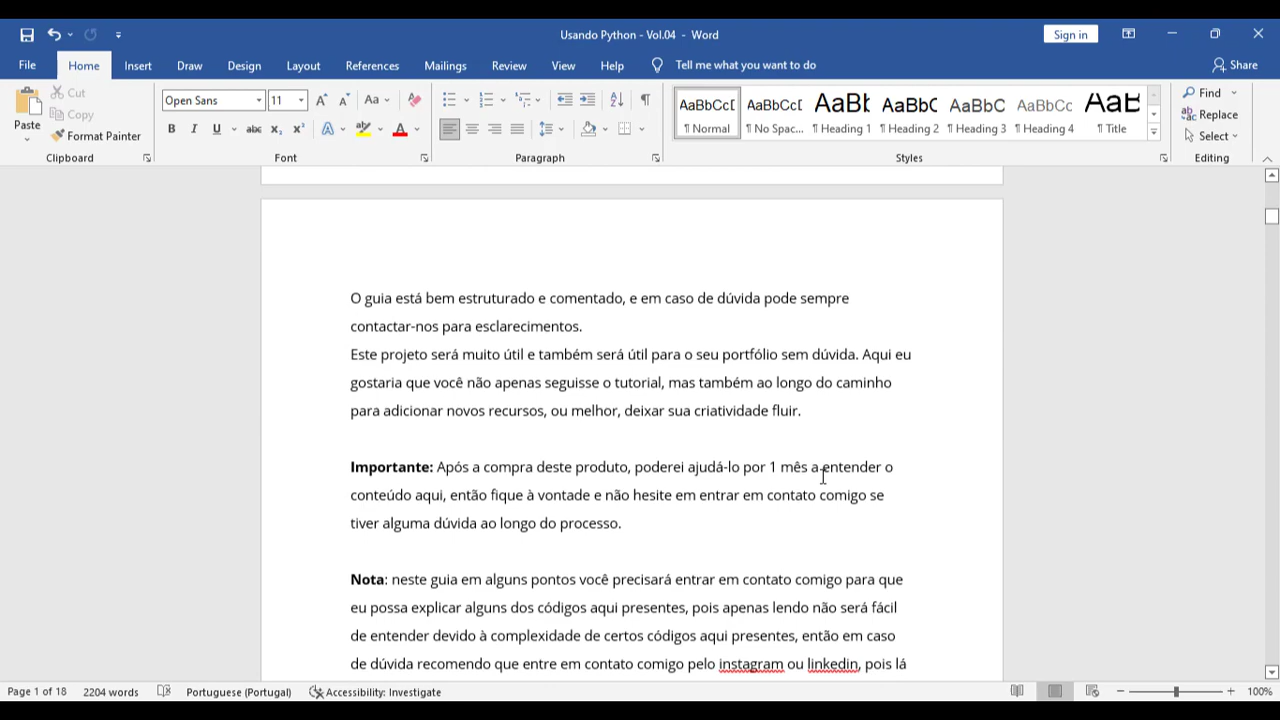 Usando Python - Vol.04 - Word
Sign in
File Home Insert Draw Design Layout References Mailings Review View Help Tell me what you want to do Share
Paste
Cut
Copy
Format Painter
Clipboard
Open Sans 11
Font
Paragraph
AaBbCcI AaBbCcI AaBb AaBbC AaBbC AaBbCc AaB
¶ Normal ¶ No Spac... ¶ Heading 1 ¶ Heading 2 ¶ Heading 3 ¶ Heading 4 ¶ Title
Styles
Find
Replace
Select
Editing
O guia está bem estruturado e comentado, e em caso de dúvida pode sempre
contactar-nos para esclarecimentos.
Este projeto será muito útil e também será útil para o seu portfólio sem dúvida. Aqui eu
gostaria que você não apenas seguisse o tutorial, mas também ao longo do caminho
para adicionar novos recursos, ou melhor, deixar sua criatividade fluir.
Importante: Após a compra deste produto, poderei ajudá-lo por 1 mês a entender o
conteúdo aqui, então fique à vontade e não hesite em entrar em contato comigo se
tiver alguma dúvida ao longo do processo.
Nota: neste guia em alguns pontos você precisará entrar em contato comigo para que
eu possa explicar alguns dos códigos aqui presentes, pois apenas lendo não será fácil
de entender devido à complexidade de certos códigos aqui presentes, então em caso
de dúvida recomendo que entre em contato comigo pelo instagram ou linkedin, pois lá
Page 1 of 18 2204 words Portuguese (Portugal) Accessibility: Investigate 100%